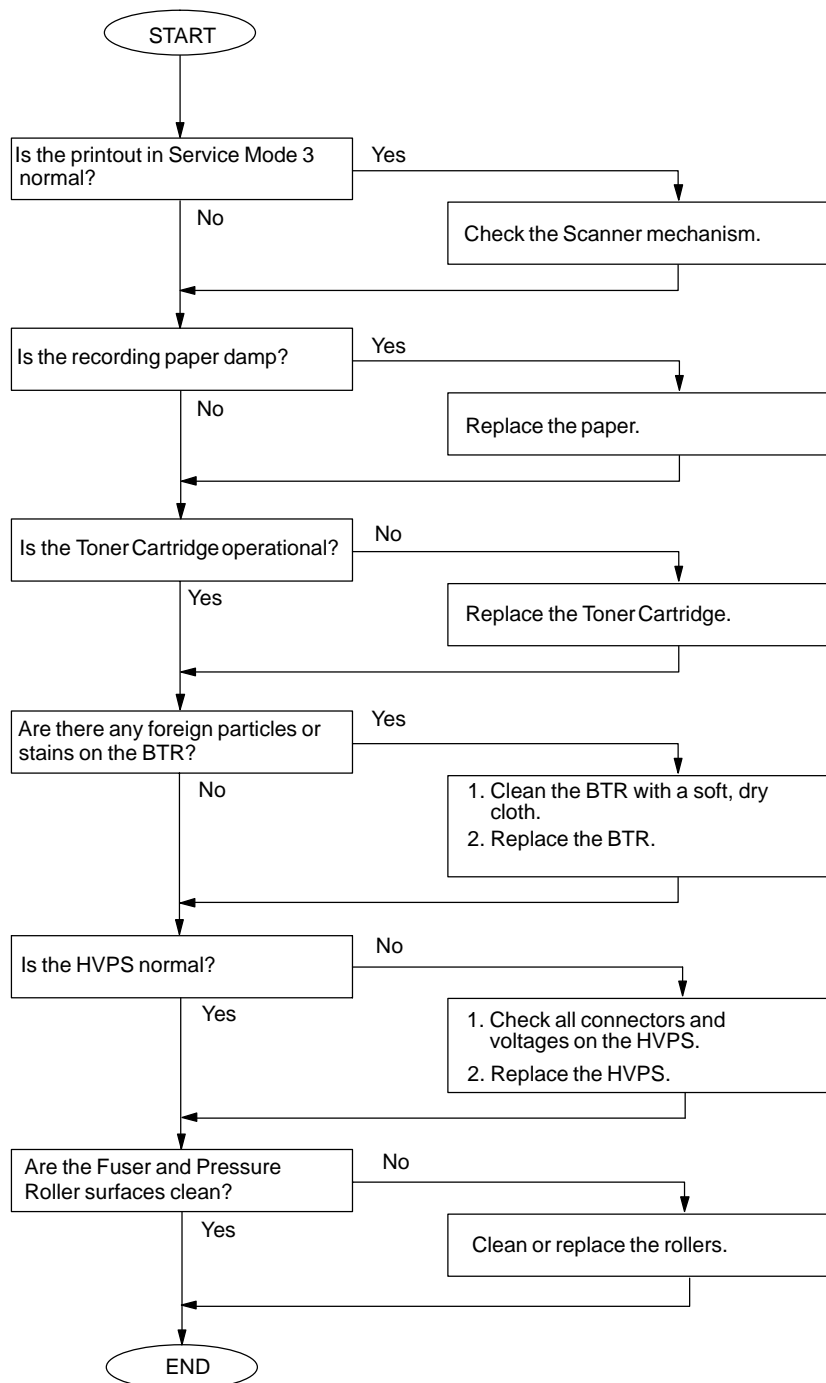 START
Is the printout in Service Mode 3
normal?
Yes
No
Check the Scanner mechanism.
Is the recording paper damp?
Yes
No
Replace the paper.
Is the Toner Cartridge operational?
No
Yes
Replace the Toner Cartridge.
Are there any foreign particles or
stains on the BTR?
Yes
No
1. Clean the BTR with a soft, dry
cloth.
2. Replace the BTR.
Is the HVPS normal?
No
Yes
1. Check all connectors and
voltages on the HVPS.
2. Replace the HVPS.
Are the Fuser and Pressure
Roller surfaces clean?
No
Yes
Clean or replace the rollers.
END